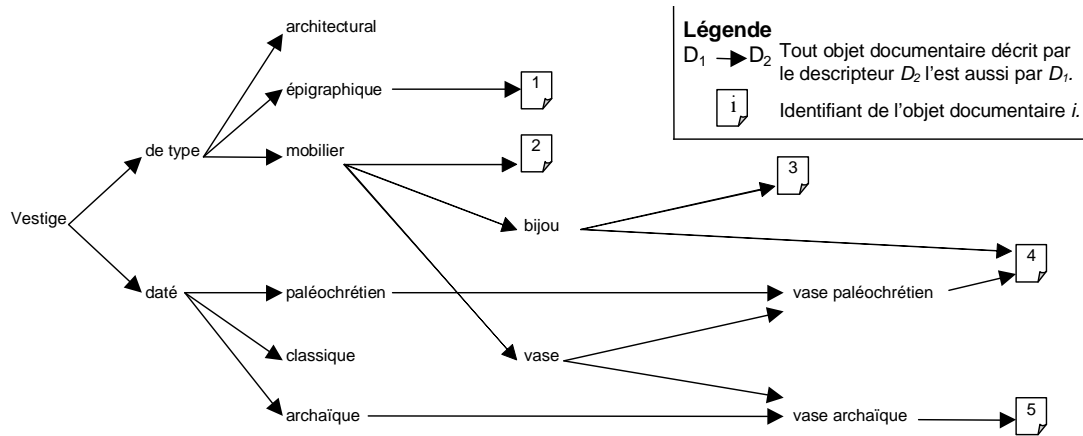 Légende
D1 D2 Tout objet documentaire décrit par
le descripteur D2 l'est aussi par D1.
i Identifiant de l'objet documentaire i.
architectural
épigraphique 1
de type mobilier 2
3
Vestige bijou
4
daté paléochrétien vase paléochrétien
classique vase
archaïque vase archaïque 5